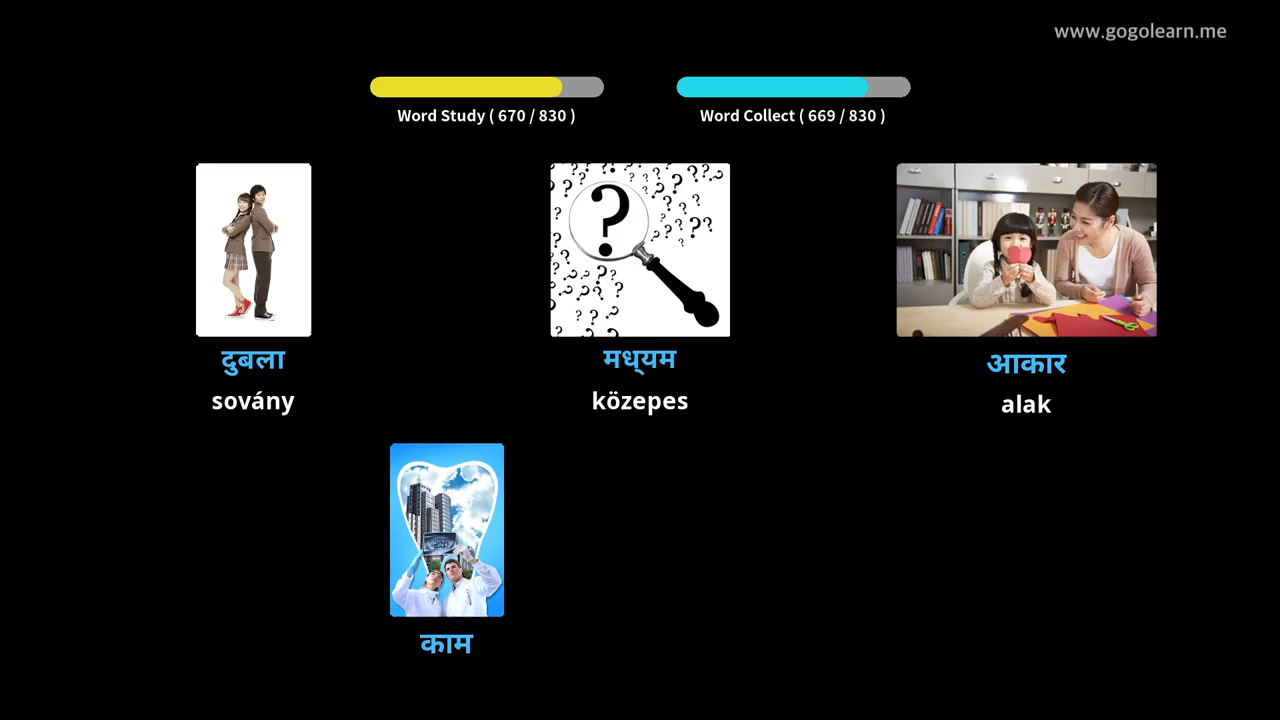 www.gogolearn.me
Word Study ( 670 / 830 )
Word Collect ( 669 / 830 )
दुबला
मध्यम
आकार
sovány
közepes
alak
काम